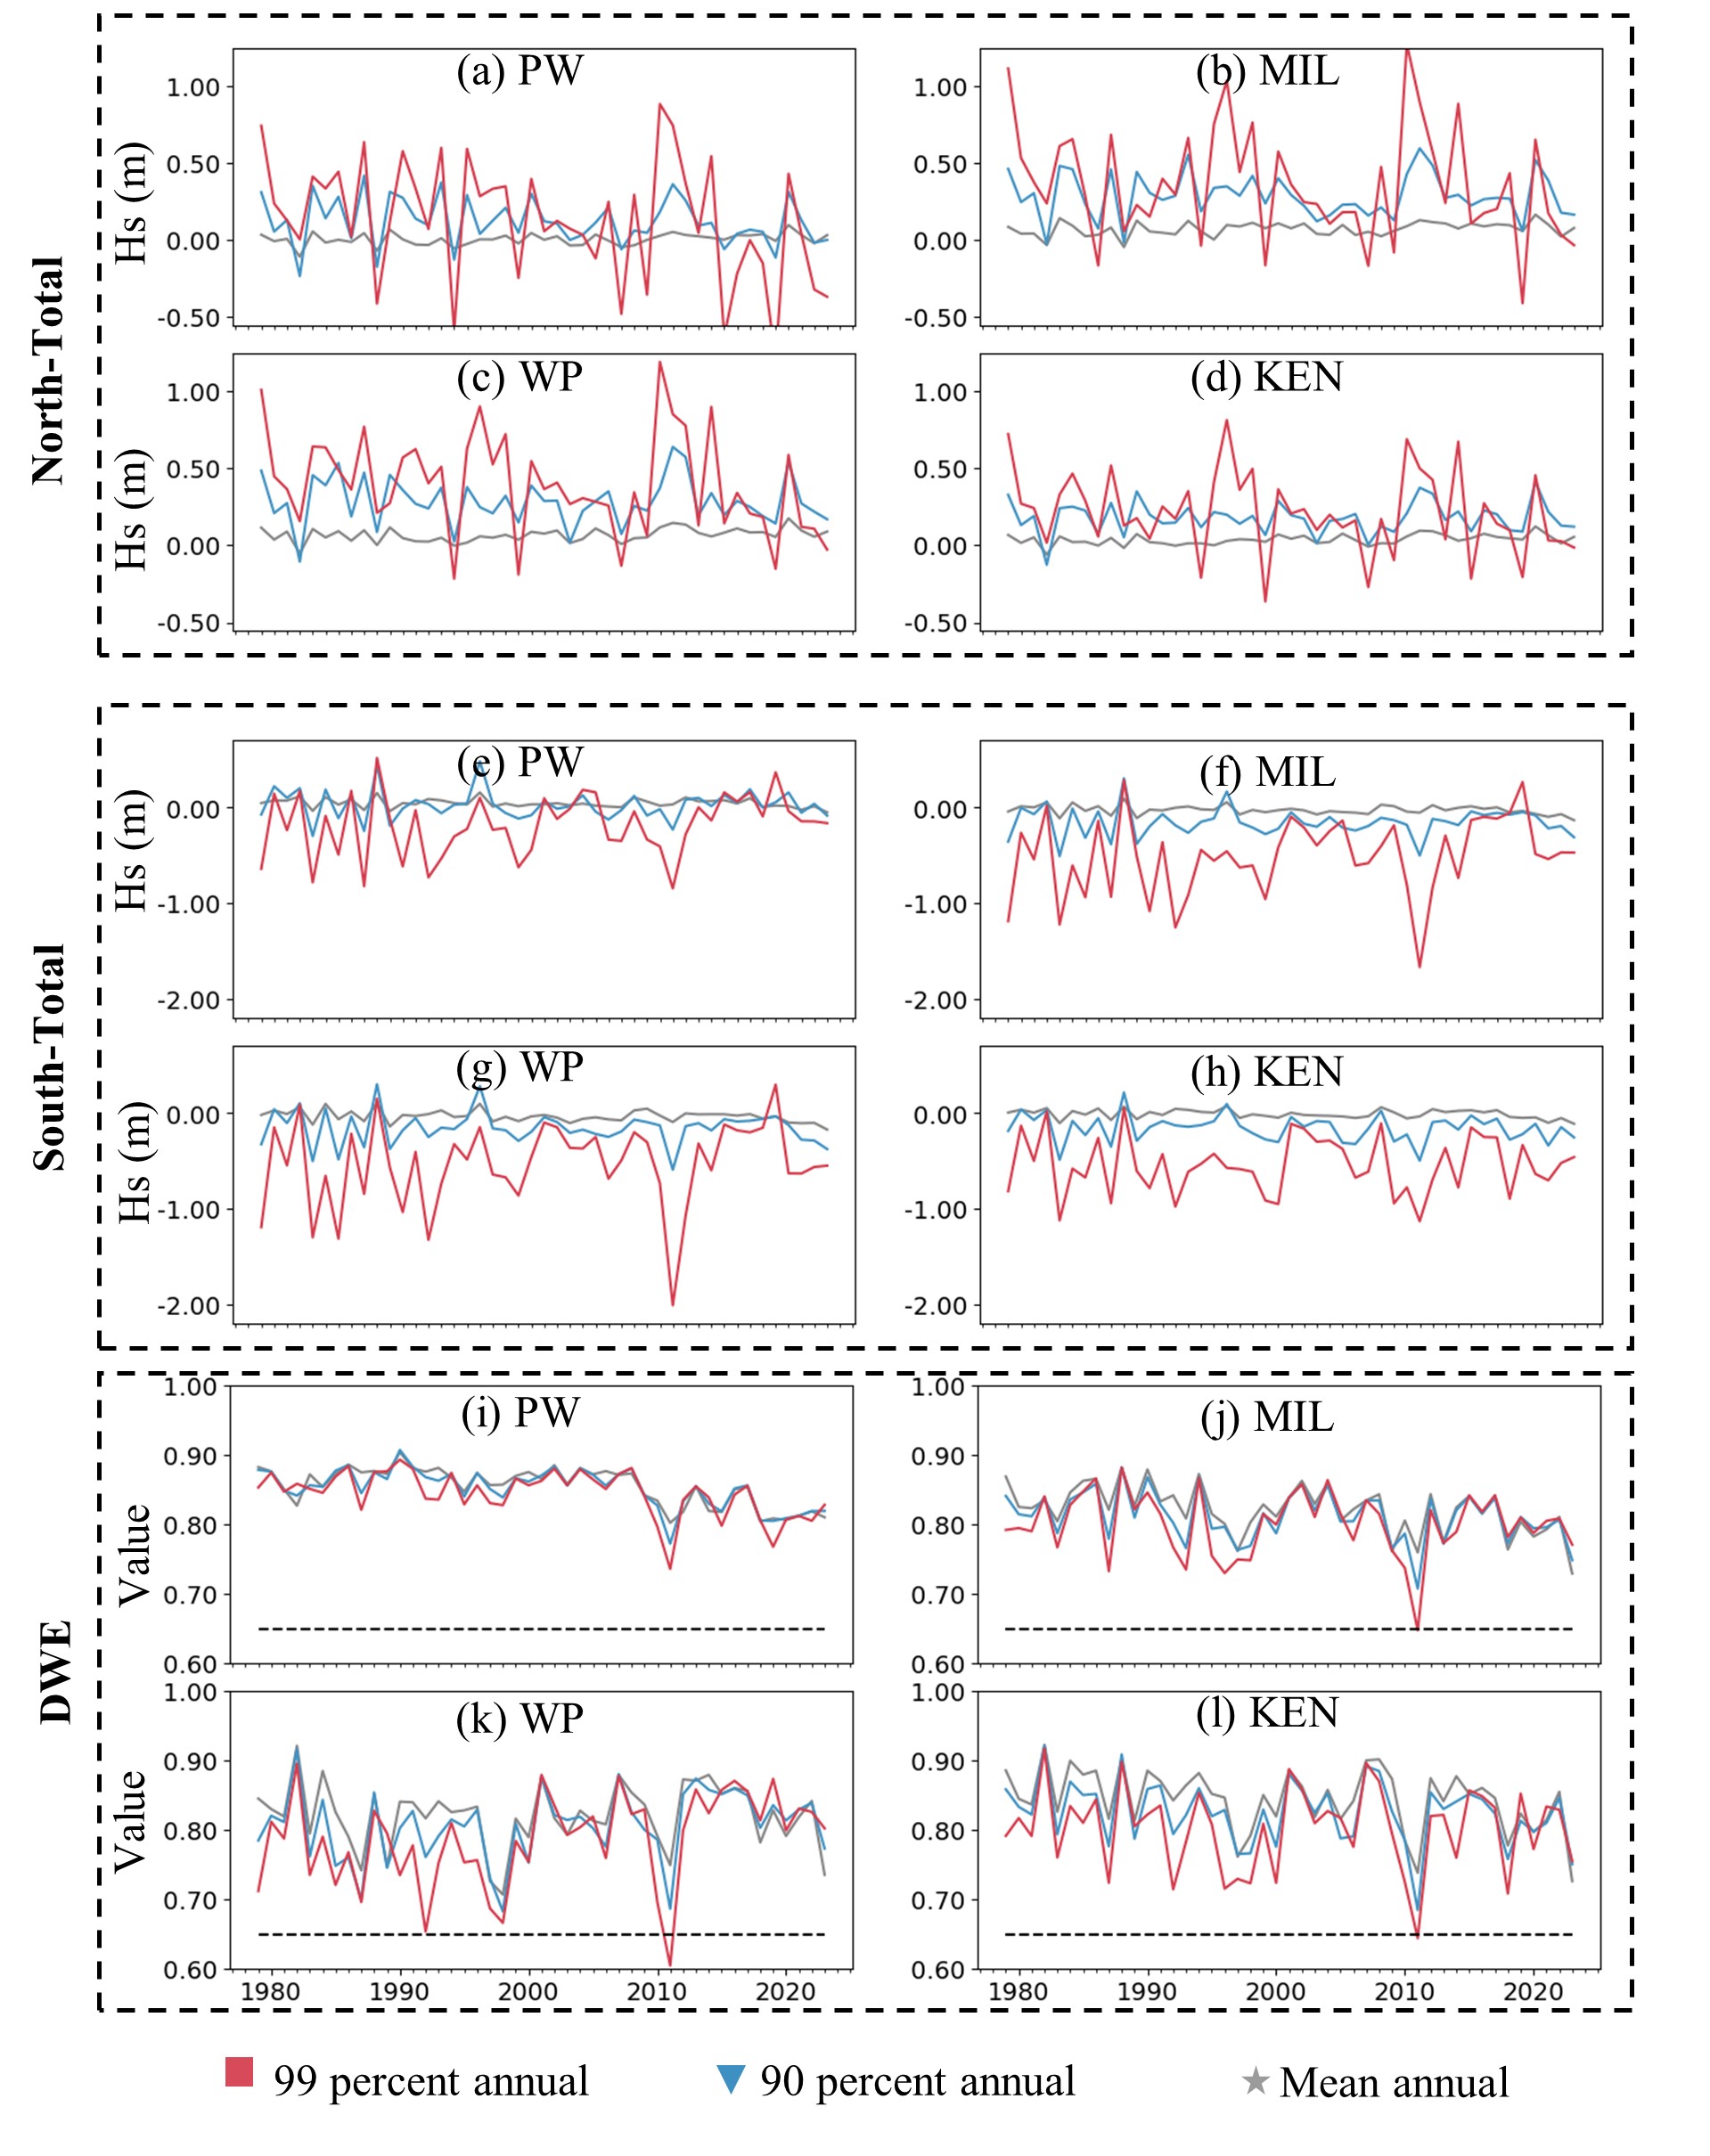 North-Total
(a) PW
(b) MIL
Hs (m)
1.00
0.50
0.00
-0.50
1.00
0.50
0.00
-0.50
(c) WP
(d) KEN
Hs (m)
1.00
0.50
0.00
-0.50
1.00
0.50
0.00
-0.50
South-Total
(e) PW
(f) MIL
Hs (m)
0.00
-1.00
-2.00
0.00
-1.00
-2.00
(g) WP
(h) KEN
Hs (m)
0.00
-1.00
-2.00
0.00
-1.00
-2.00
DWE
(i) PW
(j) MIL
Value
1.00
0.90
0.80
0.70
0.60
1.00
0.90
0.80
0.70
0.60
(k) WP
(l) KEN
Value
1.00
0.90
0.80
0.70
0.60
1.00
0.90
0.80
0.70
0.60
1980 1990 2000 2010 2020
1980 1990 2000 2010 2020
99 percent annual 90 percent annual Mean annual